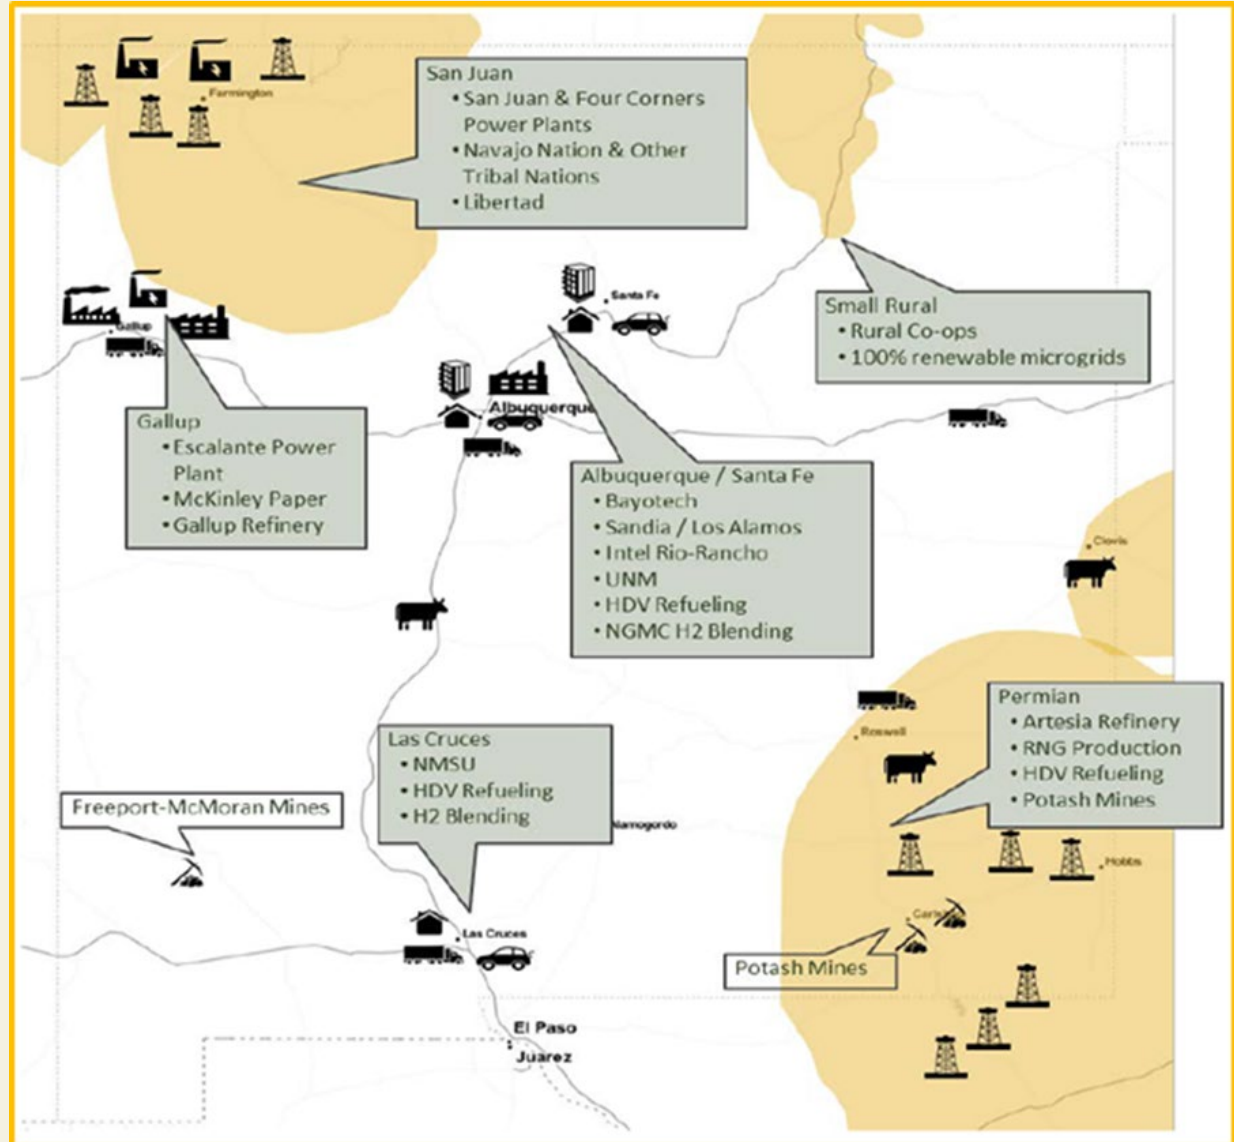 Farmington
San Juan
• San Juan & Four Corners
Power Plants
• Navajo Nation & Other
Tribal Nations
• Libertad
Santa Fe
Small Rural
• Rural Co-ops
• 100% renewable microgrids
Gallup
Albuquerque
Gallup
• Escalante Power
Plant
• McKinley Paper
• Gallup Refinery
Albuquerque / Santa Fe
• Bayotech
• Sandia / Los Alamos
• Intel Rio-Rancho
• UNM
• HDV Refueling
• NGMC H2 Blending
Clovis
Roswell
Permian
• Artesia Refinery
• RNG Production
• HDV Refueling
• Potash Mines
Las Cruces
• NMSU
• HDV Refueling
• H2 Blending
Freeport-McMoran Mines
lamogordo
Hobbs
Las Cruces
Potash Mines
El Paso
Juarez